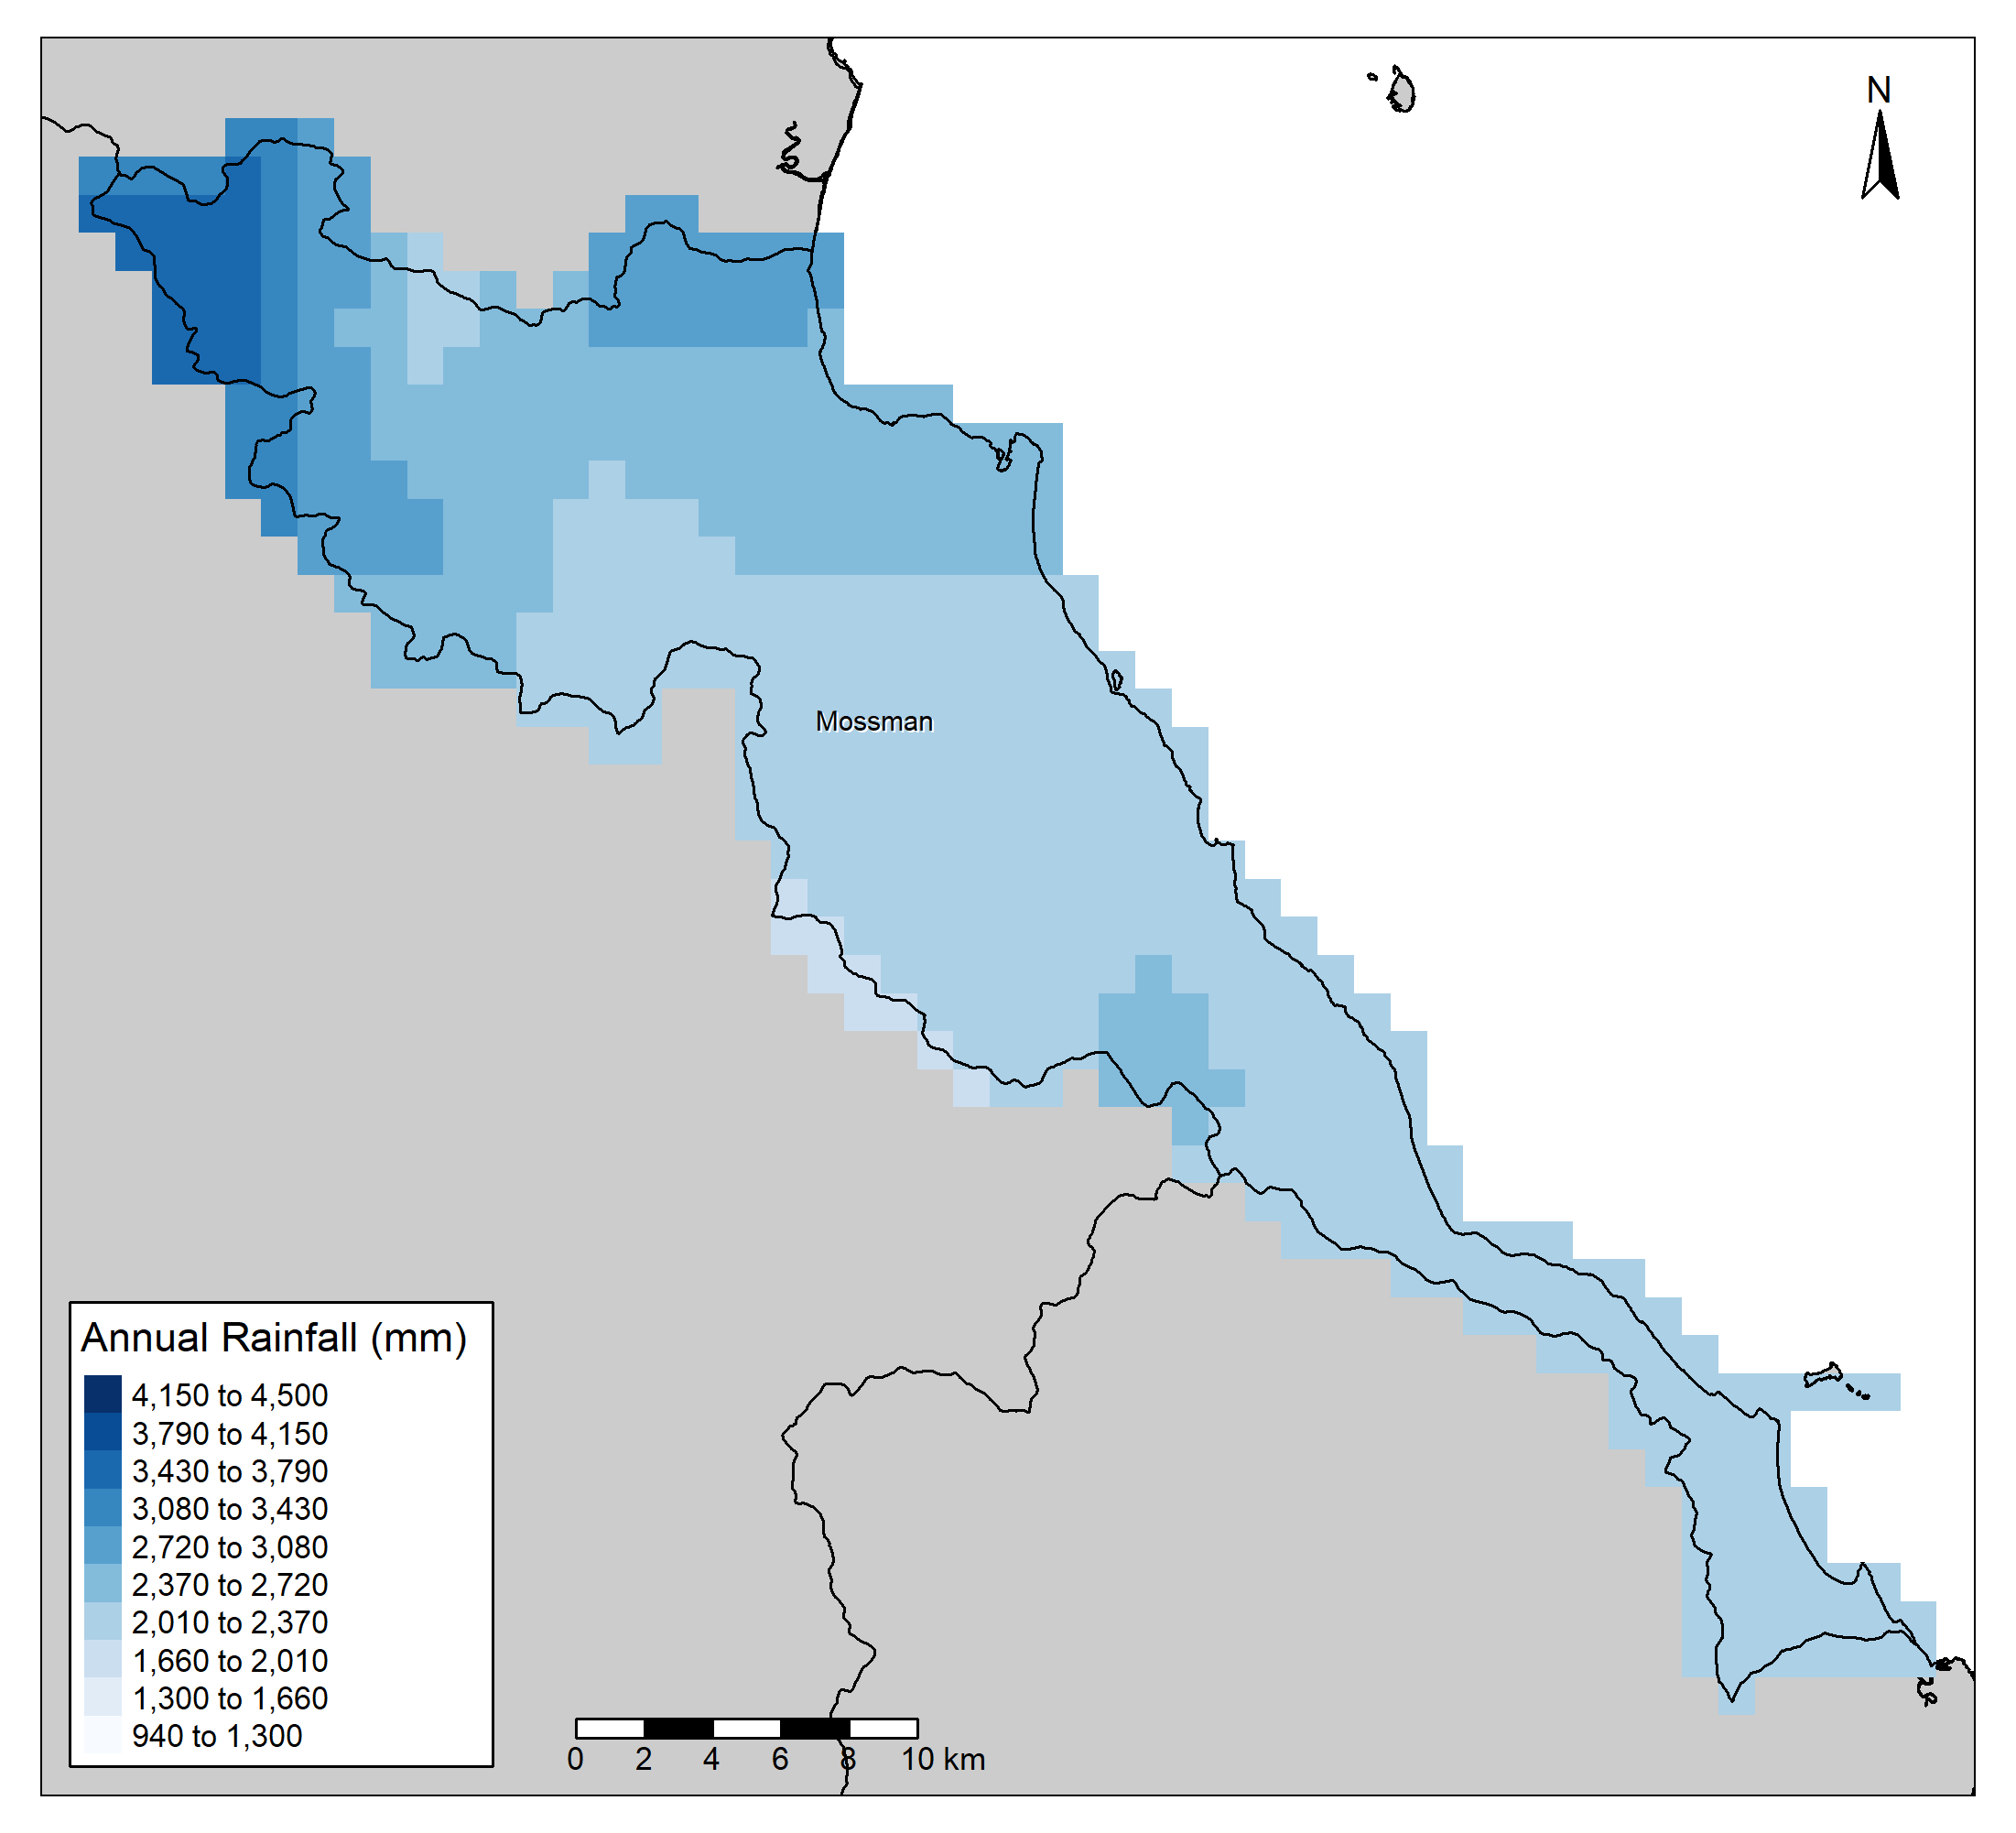 N
Mossman
Annual Rainfall (mm)
4,150 to 4,500
3,790 to 4,150
3,430 to 3,790
3,080 to 3,430
2,720 to 3,080
2,370 to 2,720
2,010 to 2,370
1,660 to 2,010
1,300 to 1,660
940 to 1,300
0 2 4 6 8 10 km